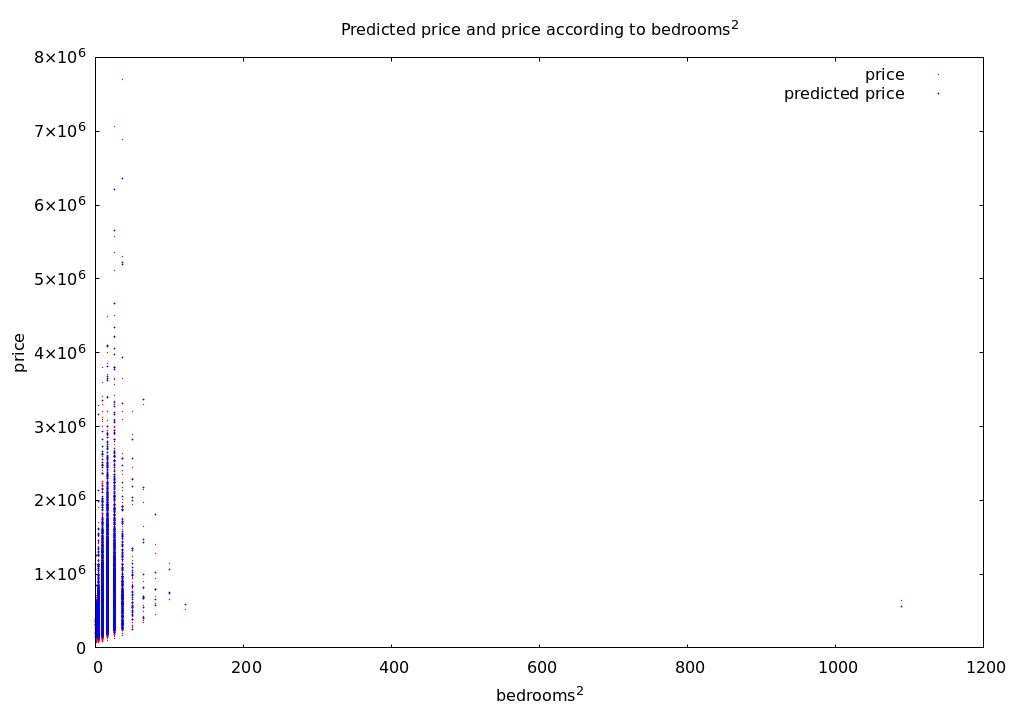 Predicted price and price according to bedrooms²
price
predicted price
8×10⁶
7×10⁶
6×10⁶
5×10⁶
4×10⁶
3×10⁶
2×10⁶
1×10⁶
0
price
0 200 400 600 800 1000 1200
bedrooms²